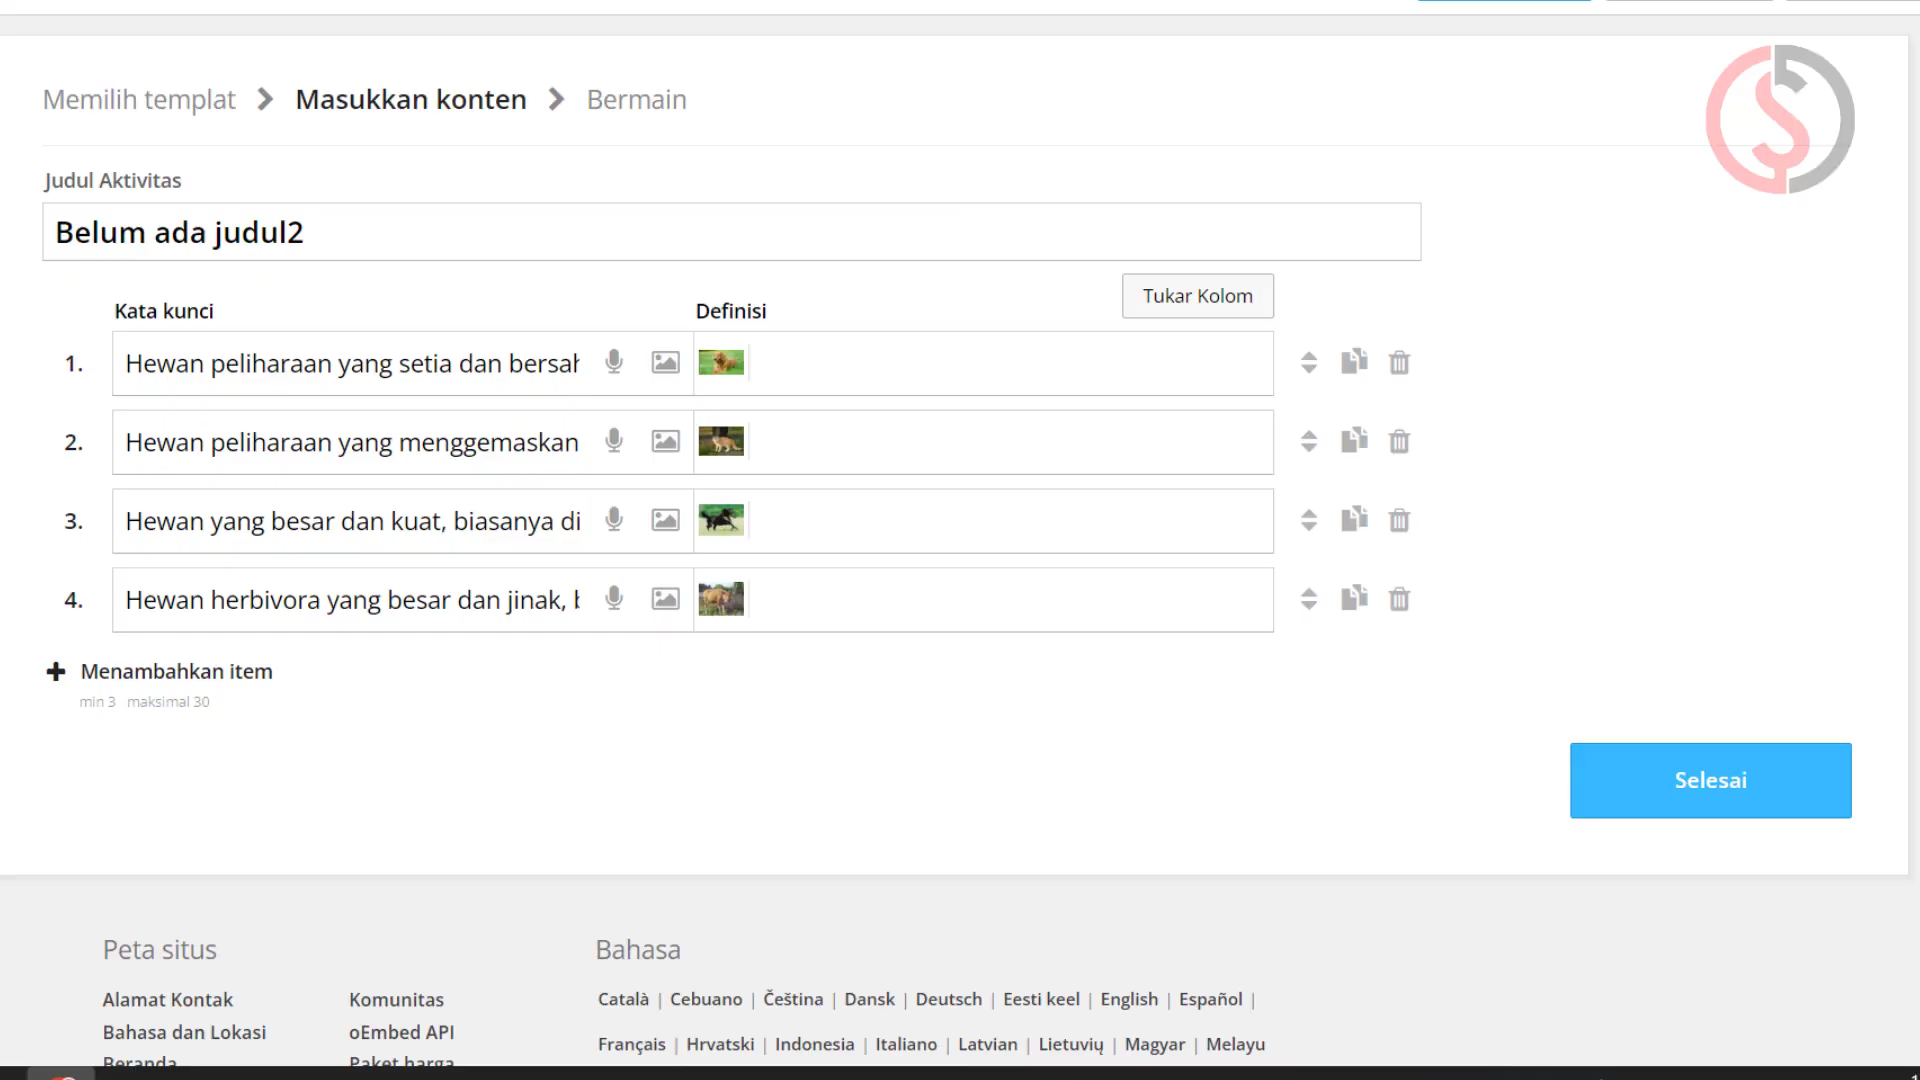 Memilih templat Masukkan konten Bermain
Judul Aktivitas
Belum ada judul2
Tukar Kolom
Kata kunci Definisi
1. Hewan peliharaan yang setia dan
2. Hewan peliharaan yang menggemaskan
3. Hewan yang besar dan kuat, biasanya di
4. Hewan herbivora yang besar dan jinak,
Menambahkan item
min 3 maksimal 30
Selesai
Peta situs Bahasa
Alamat Kontak Komunitas Català | Cebuano | Čeština | Dansk | Deutsch | Eesti keel | English | Español |
Bahasa dan Lokasi oEmbed API
Français | Hrvatski | Indonesia | Italiano | Latvian | Lietuvių | Magyar | Melayu
Beranda Paket harga